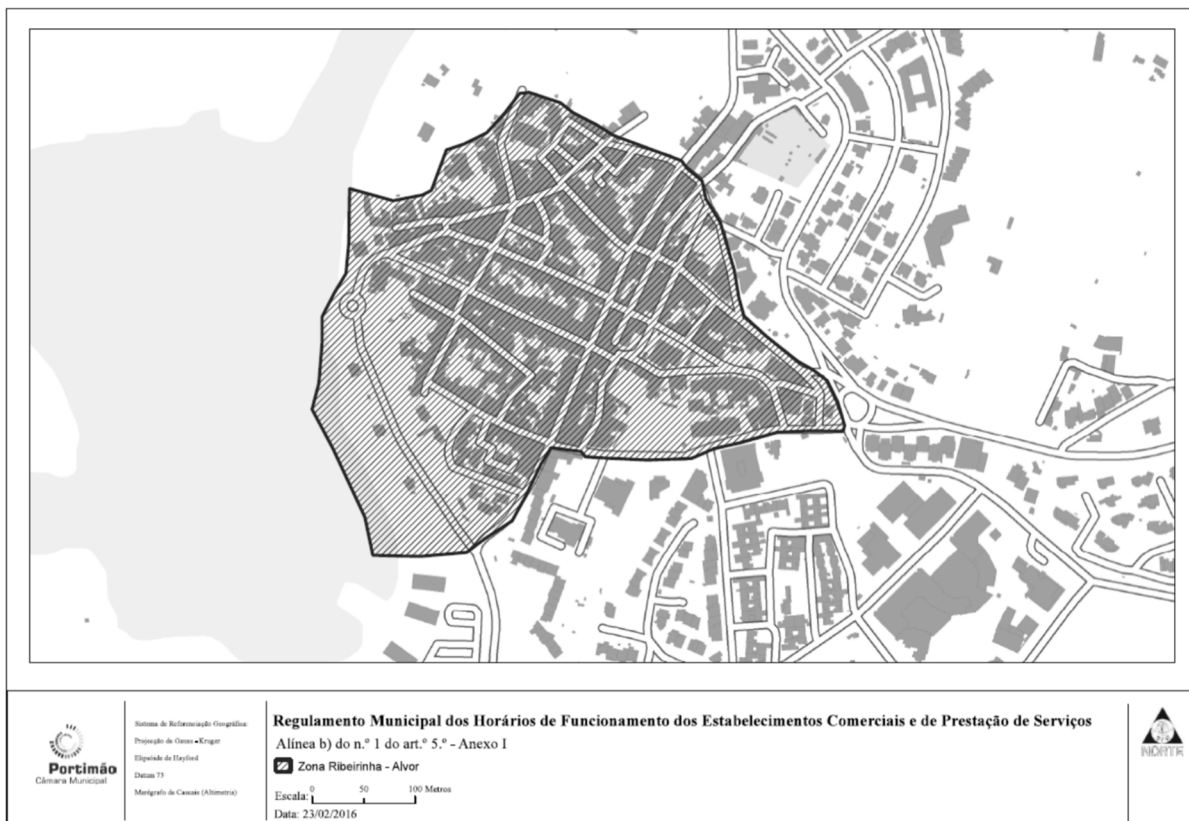 Portimão
Câmara Municipal
Sistema de Referenciação Geográfica:
Projecção de Gauss - Kruger
Elipsóide de Hayford
Datum 73
Marégrafo de Cascais (Altimetria)
Regulamento Municipal dos Horários de Funcionamento dos Estabelecimentos Comerciais e de Prestação de Serviços
Alínea b) do n.º 1 do art.º 5.º - Anexo I
Zona Ribeirinha - Alvor
Escala: 0 50 100 Metros
Data: 23/02/2016
NORTE